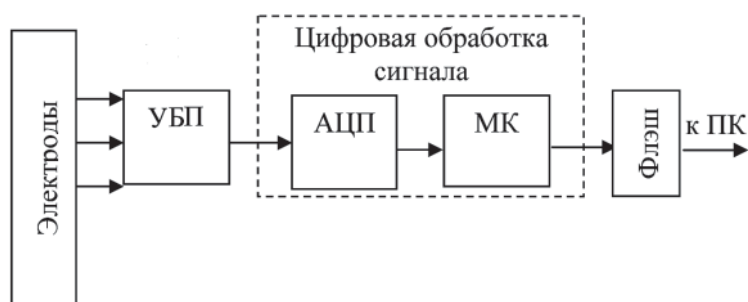 Цифровая обработка
сигнала
Электроды
УБП
АЦП
МК
Флэш
к ПК